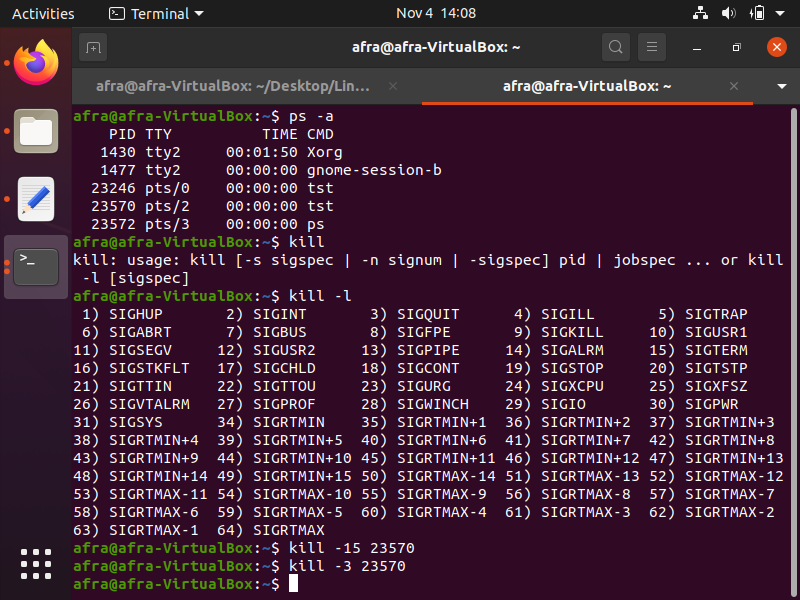 Activities Terminal Nov 4 14:08
afra@afra-VirtualBox: ~
afra@afra-VirtualBox: ~/Desktop/Lin... × afra@afra-VirtualBox: ~ ×
afra@afra-VirtualBox:~$ ps -a
    PID TTY          TIME CMD
   1430 tty2     00:01:50 Xorg
   1477 tty2     00:00:00 gnome-session-b
  23246 pts/0    00:00:00 tst
  23570 pts/2    00:00:00 tst
  23572 pts/3    00:00:00 ps
afra@afra-VirtualBox:~$ kill
kill: usage: kill [-s sigspec | -n signum | -sigspec] pid | jobspec ... or kill
 -l [sigspec]
afra@afra-VirtualBox:~$ kill -l
 1) SIGHUP       2) SIGINT       3) SIGQUIT      4) SIGILL       5) SIGTRAP
 6) SIGABRT      7) SIGBUS       8) SIGFPE       9) SIGKILL     10) SIGUSR1
11) SIGSEGV     12) SIGUSR2     13) SIGPIPE     14) SIGALRM     15) SIGTERM
16) SIGSTKFLT   17) SIGCHLD     18) SIGCONT     19) SIGSTOP     20) SIGTSTP
21) SIGTTIN     22) SIGTTOU     23) SIGURG      24) SIGXCPU     25) SIGXFSZ
26) SIGVTALRM   27) SIGPROF     28) SIGWINCH    29) SIGIO       30) SIGPWR
31) SIGSYS      34) SIGRTMIN    35) SIGRTMIN+1  36) SIGRTMIN+2  37) SIGRTMIN+3
38) SIGRTMIN+4  39) SIGRTMIN+5  40) SIGRTMIN+6  41) SIGRTMIN+7  42) SIGRTMIN+8
43) SIGRTMIN+9  44) SIGRTMIN+10 45) SIGRTMIN+11 46) SIGRTMIN+12 47) SIGRTMIN+13
48) SIGRTMIN+14 49) SIGRTMIN+15 50) SIGRTMAX-14 51) SIGRTMAX-13 52) SIGRTMAX-12
53) SIGRTMAX-11 54) SIGRTMAX-10 55) SIGRTMAX-9  56) SIGRTMAX-8  57) SIGRTMAX-7
58) SIGRTMAX-6  59) SIGRTMAX-5  60) SIGRTMAX-4  61) SIGRTMAX-3  62) SIGRTMAX-2
63) SIGRTMAX-1  64) SIGRTMAX
afra@afra-VirtualBox:~$ kill -15 23570
afra@afra-VirtualBox:~$ kill -3 23570
afra@afra-VirtualBox:~$